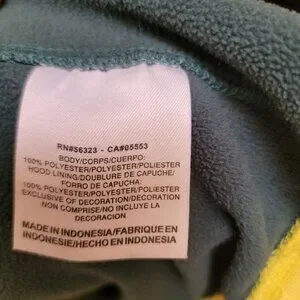 RN#56323 - CA#05553
BODY/CORPS/CUERPO:
100% POLYESTER/POLYESTER/POLIESTER
HOOD LINING/DOUBLURE DE CAPUCHE/
FORRO DE CAPUCHA:
100% POLYESTER/POLYESTER/POLIESTER
EXCLUSIVE OF DECORATION/DECORATION
NON COMPRISE/NO INCLUYE LA
DECORACION
MADE IN INDONESIA/FABRIQUE EN
INDONESIE/HECHO EN INDONESIA